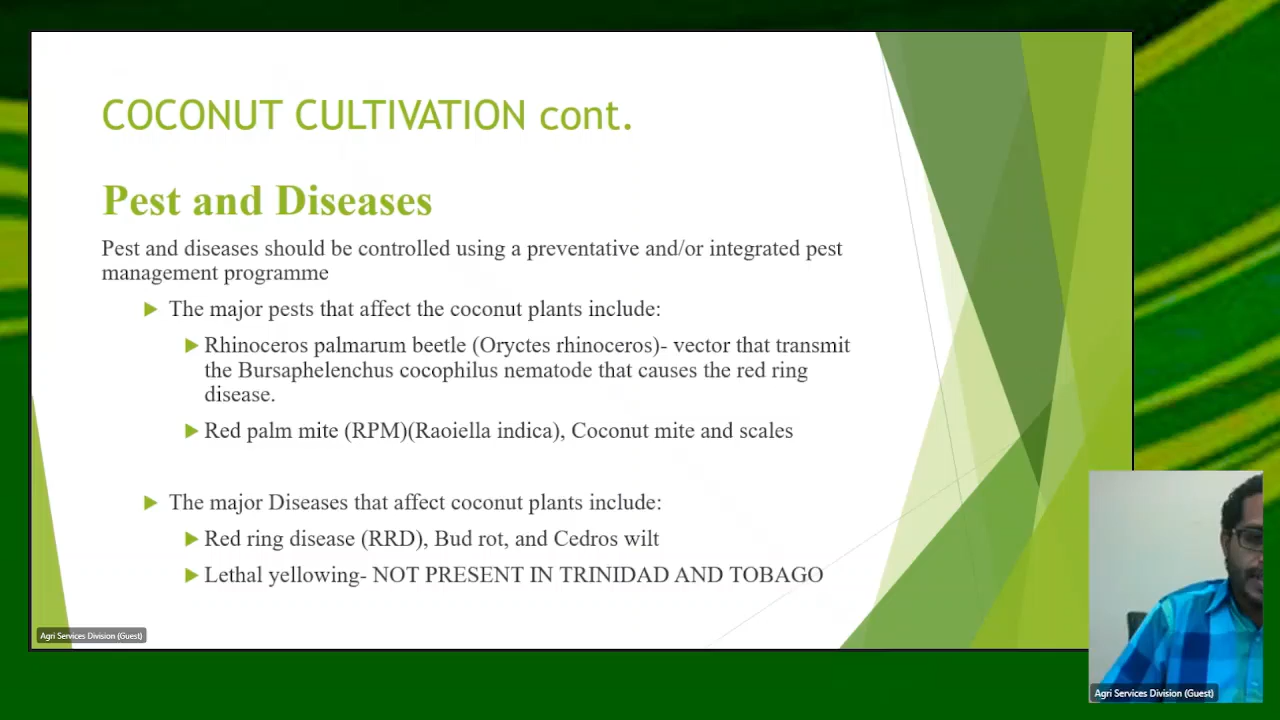 COCONUT CULTIVATION cont.
Pest and Diseases
Pest and diseases should be controlled using a preventative and/or integrated pest
management programme
The major pests that affect the coconut plants include:
Rhinoceros palmarum beetle (Oryctes rhinoceros)- vector that transmit
the Bursaphelenchus cocophilus nematode that causes the red ring
disease.
Red palm mite (RPM)(Raoiella indica), Coconut mite and scales
The major Diseases that affect coconut plants include:
Red ring disease (RRD), Bud rot, and Cedros wilt
Lethal yellowing- NOT PRESENT IN TRINIDAD AND TOBAGO
Agri Services Division (Guest)
Agri Services Division (Guest)